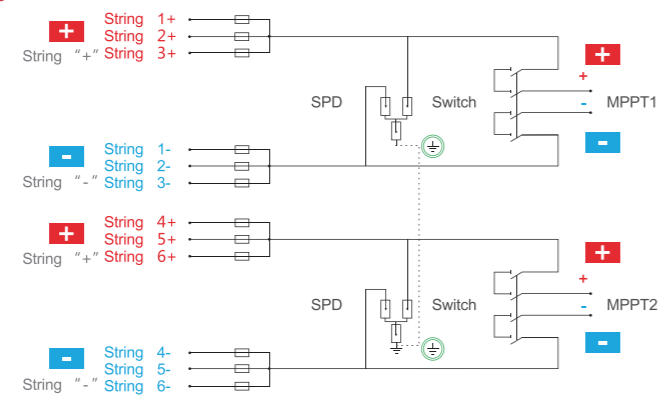 String 1+
+ String 2+ +
String "+" String 3+
+
SPD Switch - MPPT1
String 1- -
- String 2-
String "-" String 3-
String 4+
+ String 5+ +
String "+" String 6+
+
SPD Switch - MPPT2
-
String 4-
- String 5-
String "-" String 6-